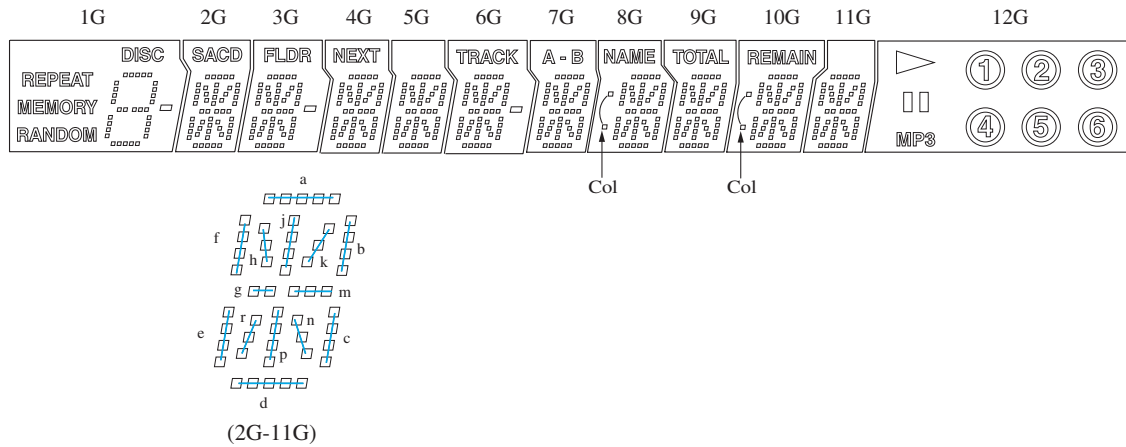 1G 2G 3G 4G 5G 6G 7G 8G 9G 10G 11G 12G
DISC SACD FLDR NEXT TRACK A - B NAME TOTAL REMAIN
REPEAT
MEMORY
RANDOM
1 2 3
4 5 6
MP3
Col Col
a
f j b
h k
g m
e r n c
p
d
(2G-11G)